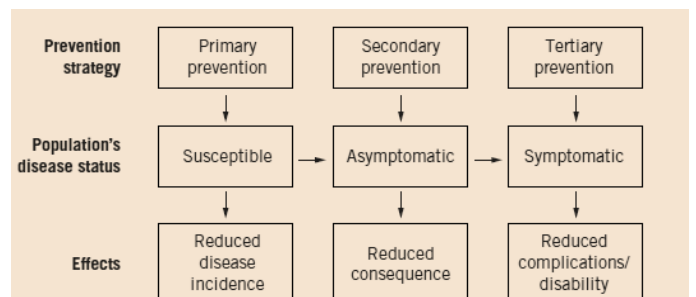 Prevention
strategy
Primary
prevention
Secondary
prevention
Tertiary
prevention
Population's
disease status
Susceptible
Asymptomatic
Symptomatic
Effects
Reduced
disease
incidence
Reduced
consequence
Reduced
complications/
disability